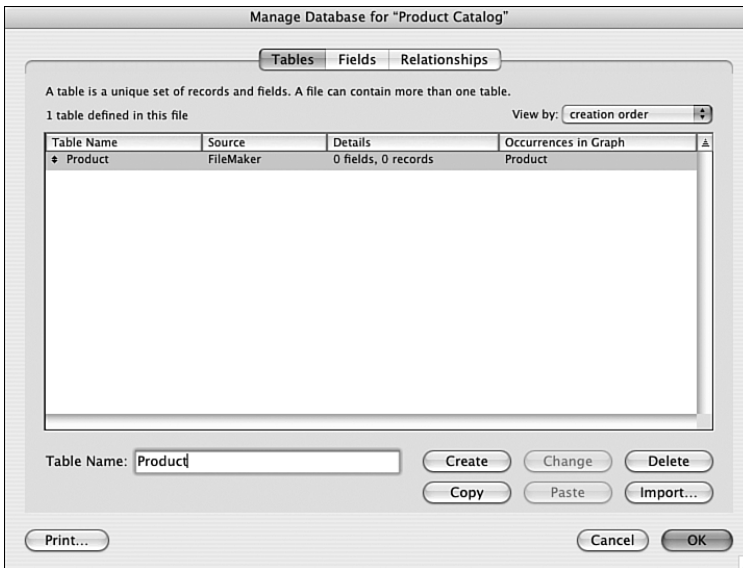 Manage Database for “Product Catalog”
Tables Fields Relationships
A table is a unique set of records and fields. A file can contain more than one table.
1 table defined in this file View by: creation order
Table Name Source Details Occurrences in Graph
Product FileMaker 0 fields, 0 records Product
Table Name: Product
Create Change Delete
Copy Paste Import...
Print... Cancel OK